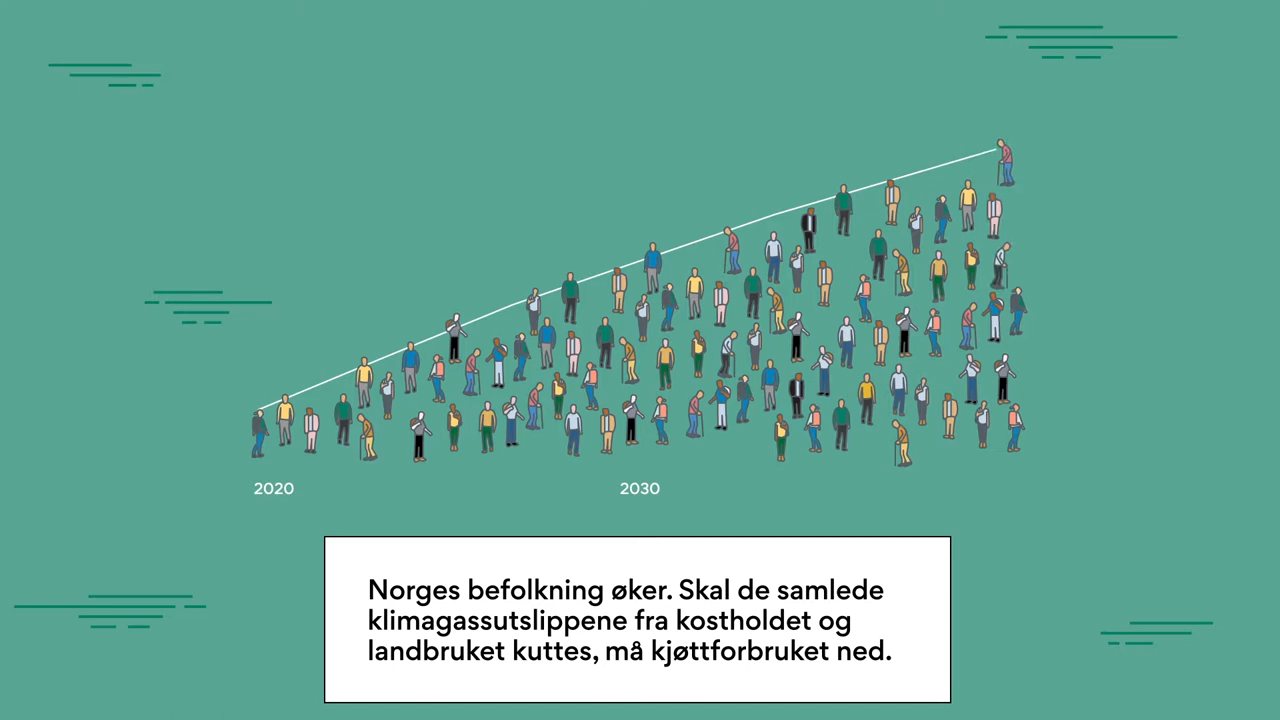 2020
2030
Norges befolkning øker. Skal de samlede
klimagassutslippene fra kostholdet og
landbruket kuttes, må kjøttforbruket ned.